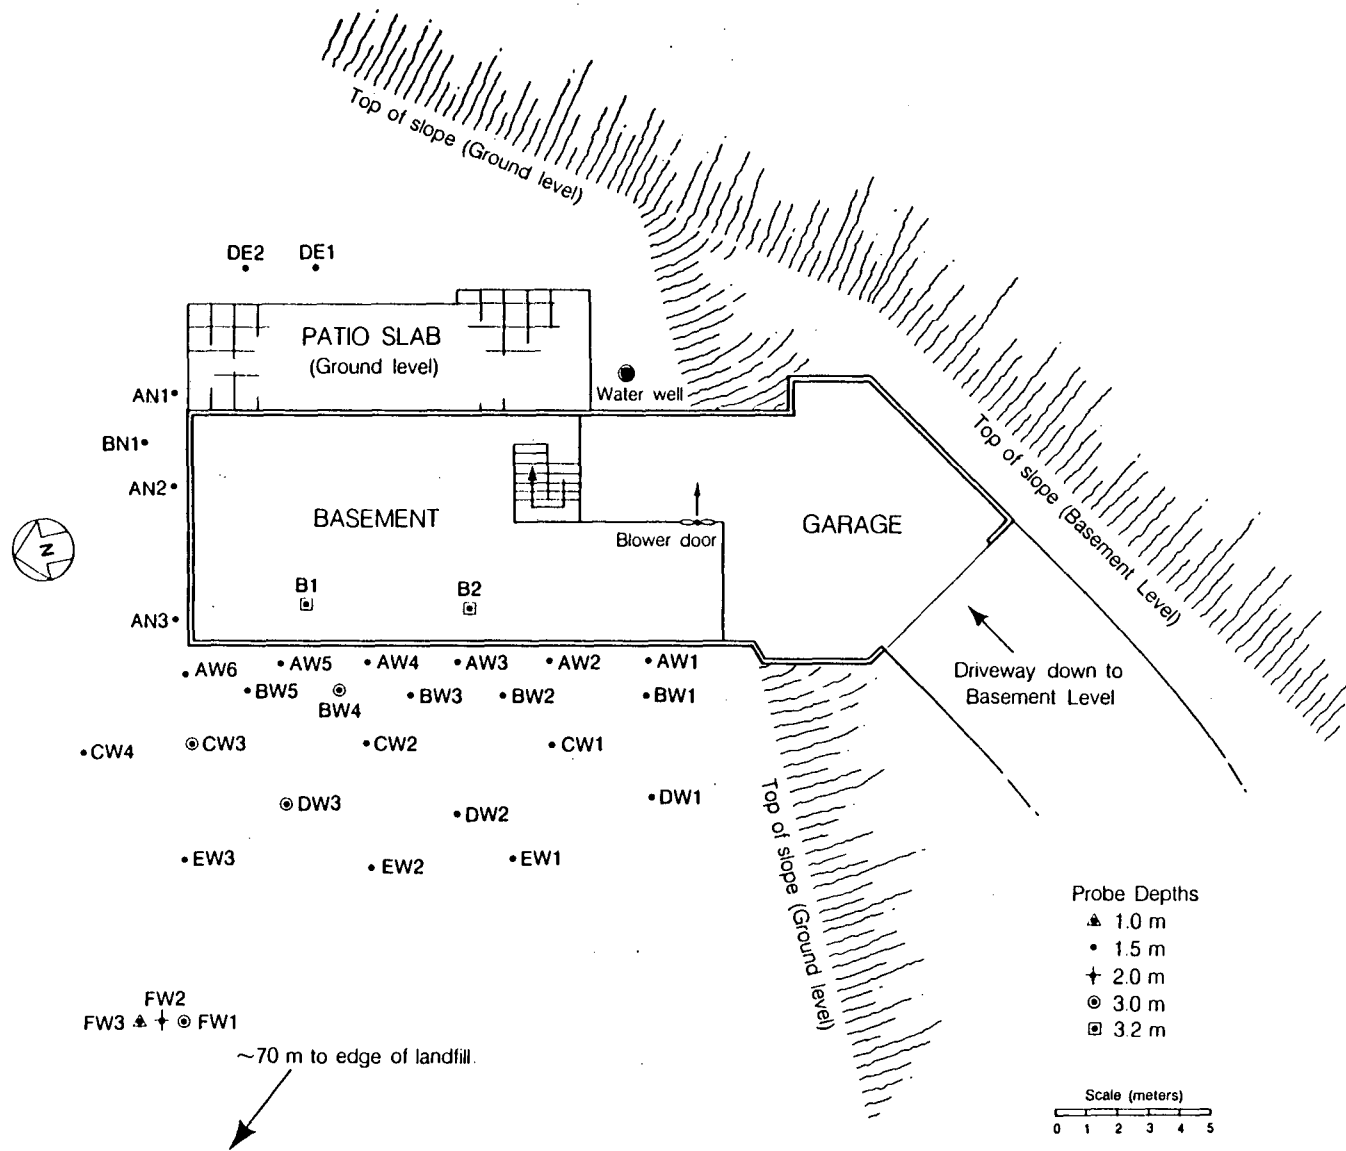 Top of slope (Ground level)
DE2
DE1
PATIO SLAB
(Ground level)
Water well
AN1
BN1
AN2
AN3
N
BASEMENT
Blower door
GARAGE
Top of slope (Basement Level)
B1
B2
AW6
AW5
AW4
AW3
AW2
AW1
BW5
BW4
BW3
BW2
BW1
Driveway down to
Basement Level
CW4
CW3
CW2
CW1
DW3
DW2
DW1
EW3
EW2
EW1
Top of slope (Ground level)
FW2
FW3
FW1
~70 m to edge of landfill
Probe Depths
1.0 m
1.5 m
2.0 m
3.0 m
3.2 m
Scale (meters)
0 1 2 3 4 5